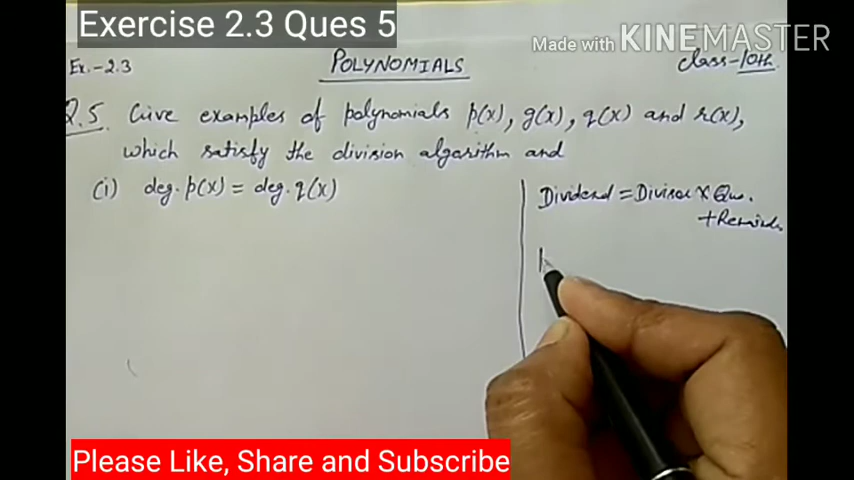 Exercise 2.3 Ques 5
Made with KINEMASTER
Ex.-2.3 POLYNOMIALS Class-10th
Q.5 Give examples of polynomials p(x), g(x), q(x) and r(x),
which satisfy the division algorithm and
(i) deg. p(x) = deg. q(x)
Dividend = Divisor × Quo.
+ Remainde
Please Like, Share and Subscribe